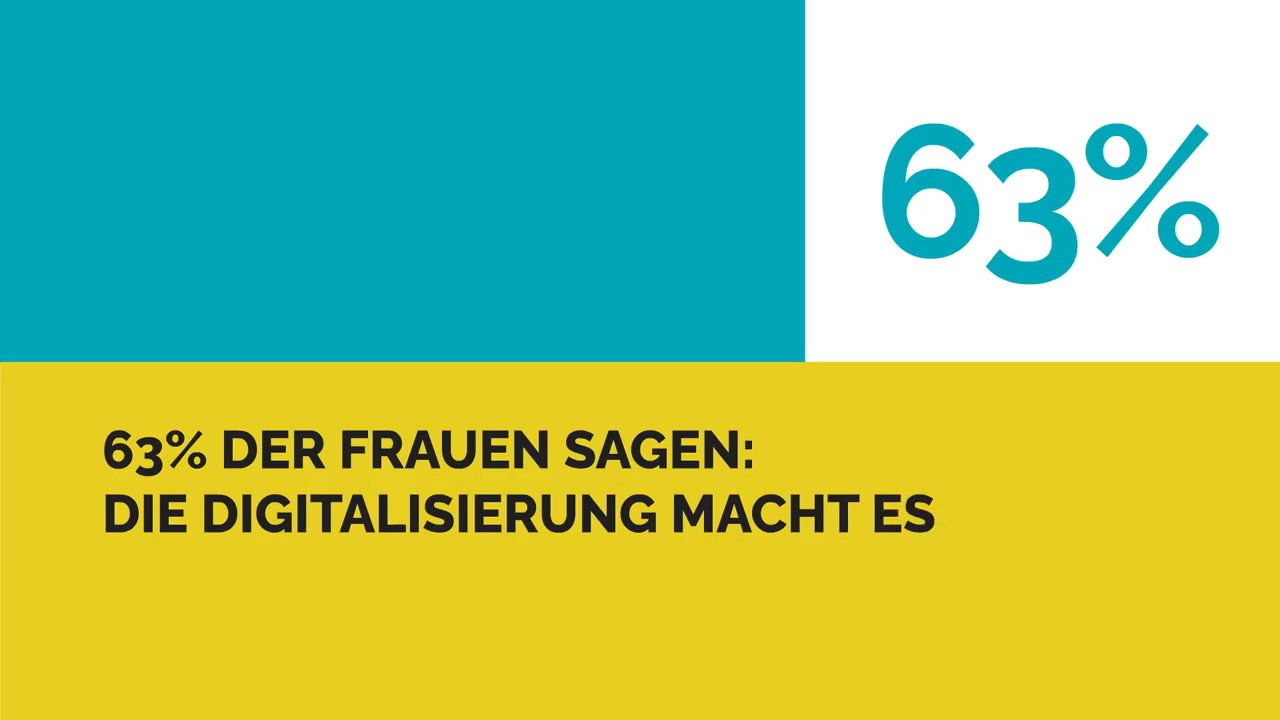 63%
63% DER FRAUEN SAGEN:
DIE DIGITALISIERUNG MACHT ES